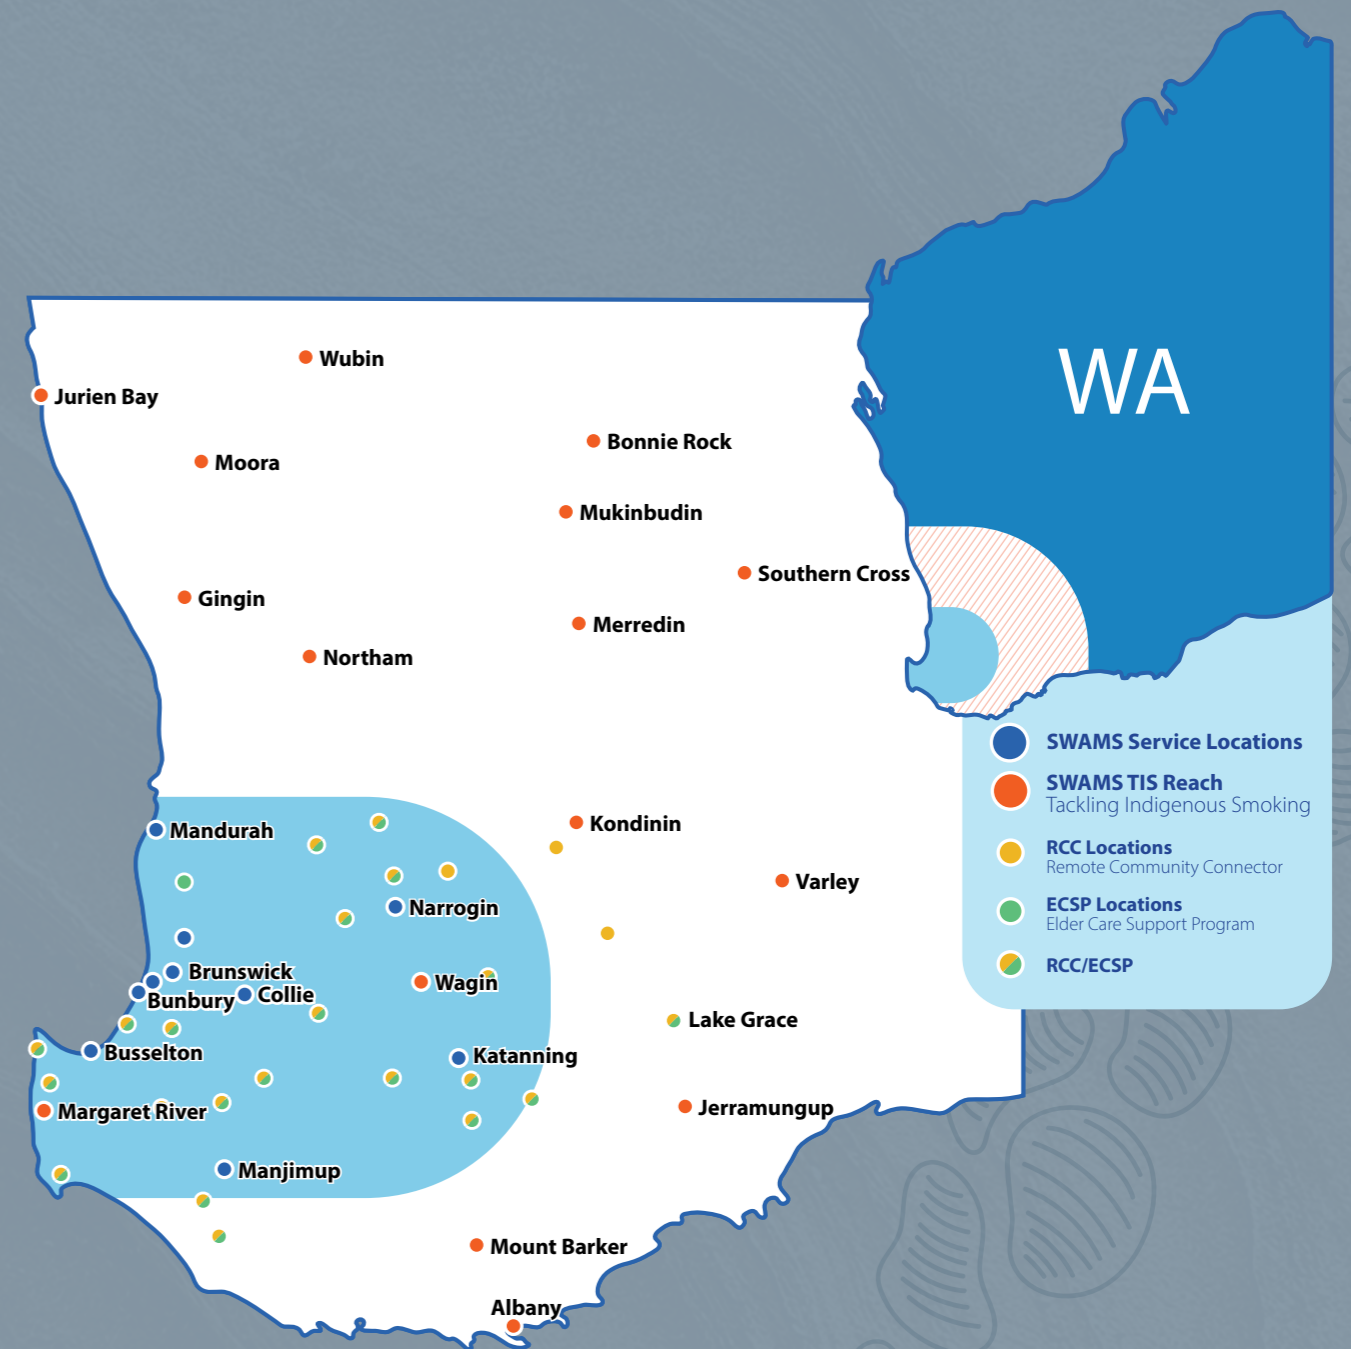 WA
Wubin
Jurien Bay
Bonnie Rock
Moora
Mukinbudin
Southern Cross
Gingin
Merredin
Northam
SWAMS Service Locations
SWAMS TIS Reach
Tackling Indigenous Smoking
RCC Locations
Remote Community Connector
ECSP Locations
Elder Care Support Program
RCC/ECSP
Mandurah
Kondinin
Varley
Narrogin
Brunswick
Wagin
Bunbury
Collie
Lake Grace
Busselton
Katanning
Margaret River
Jerramungup
Manjimup
Mount Barker
Albany